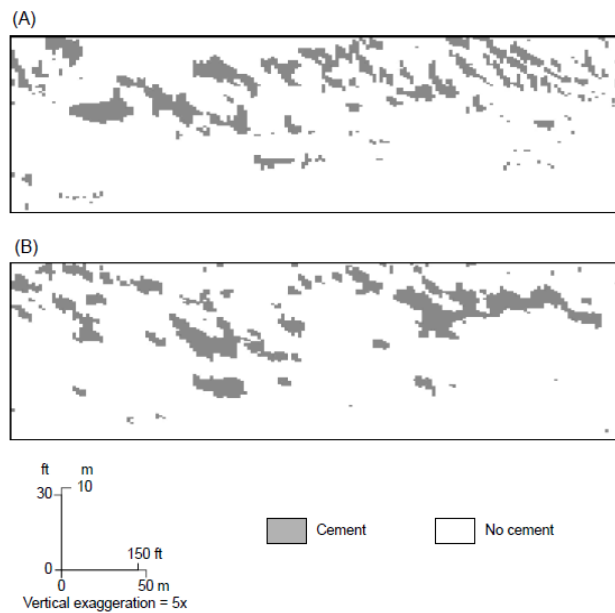 (A)
(B)
ft m
30 10
150 ft
0
0 50 m
Vertical exaggeration = 5x
Cement
No cement